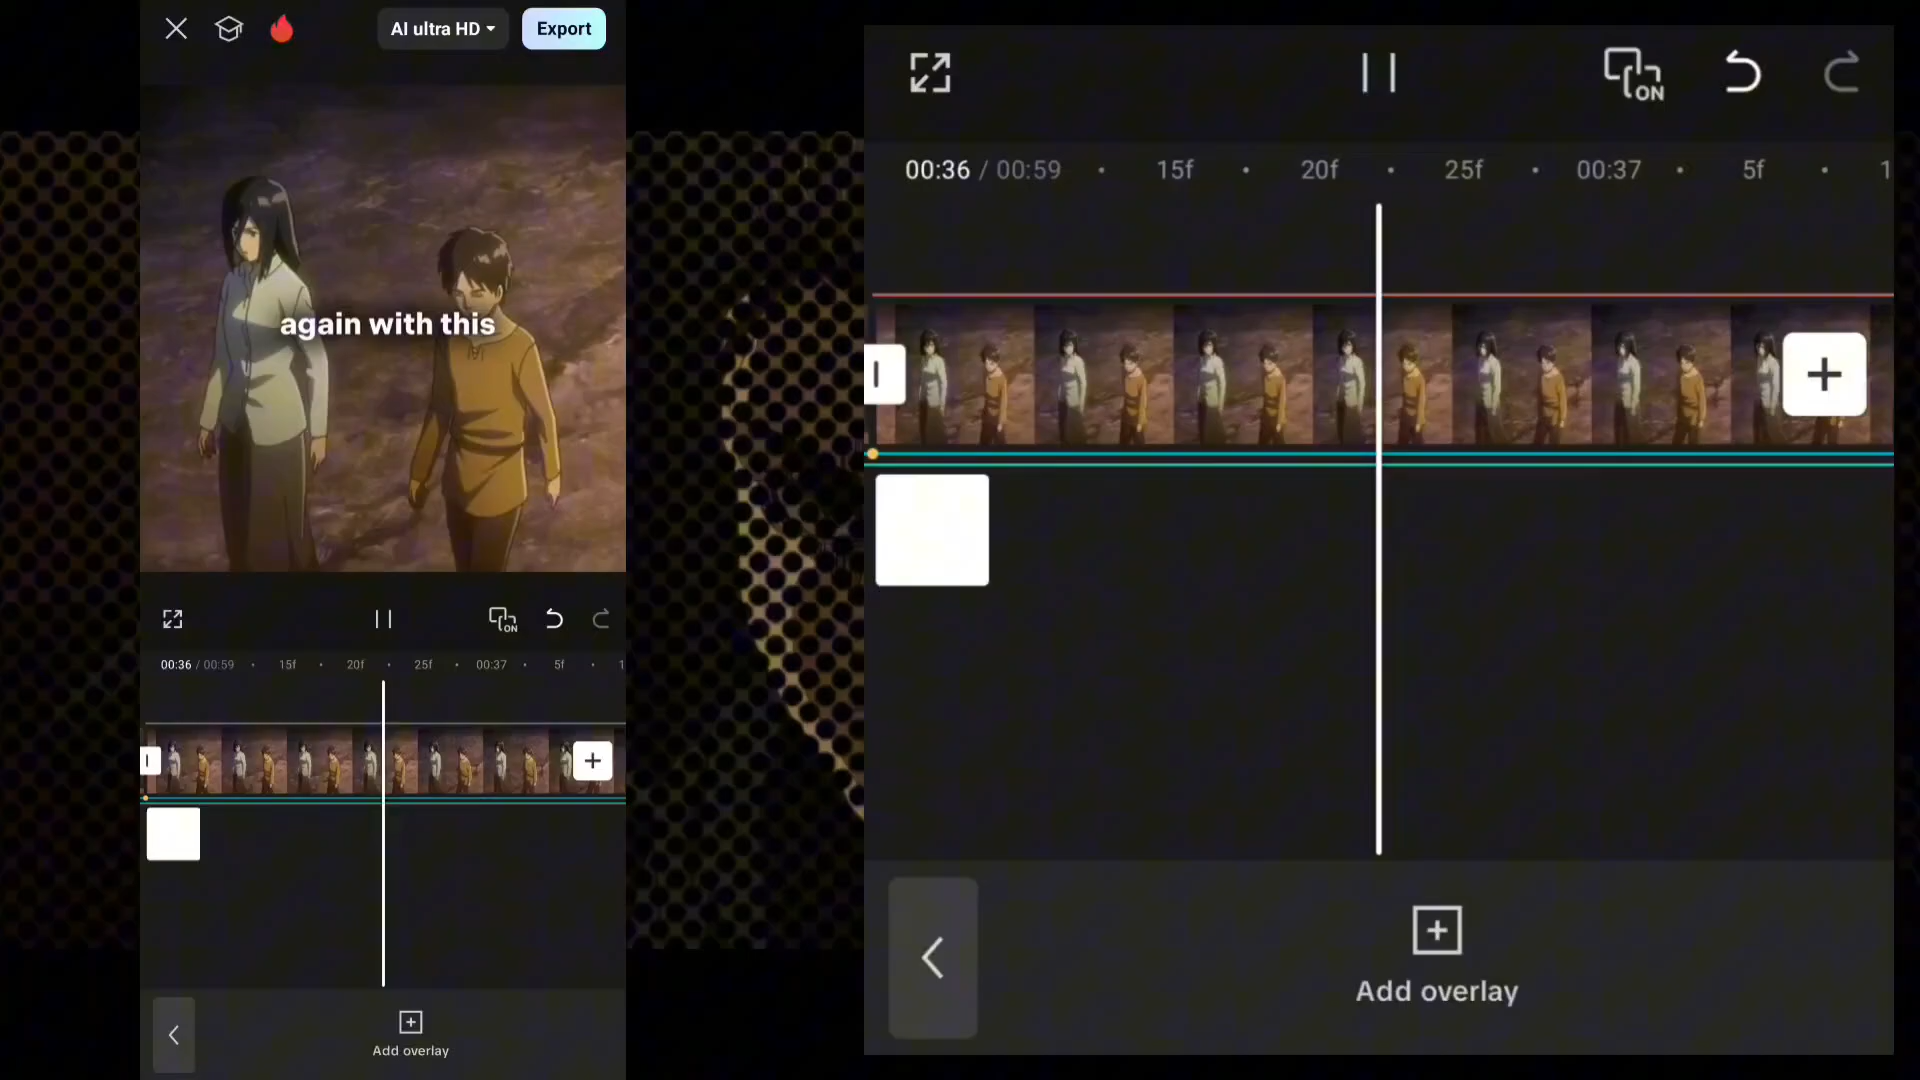 AI ultra HD
Export
again with this
00:36 / 00:59
15f
20f
25f
00:37
5f
1
Add overlay
ON
00:36 / 00:59
15f
20f
25f
00:37
5f
1
ON
Add overlay